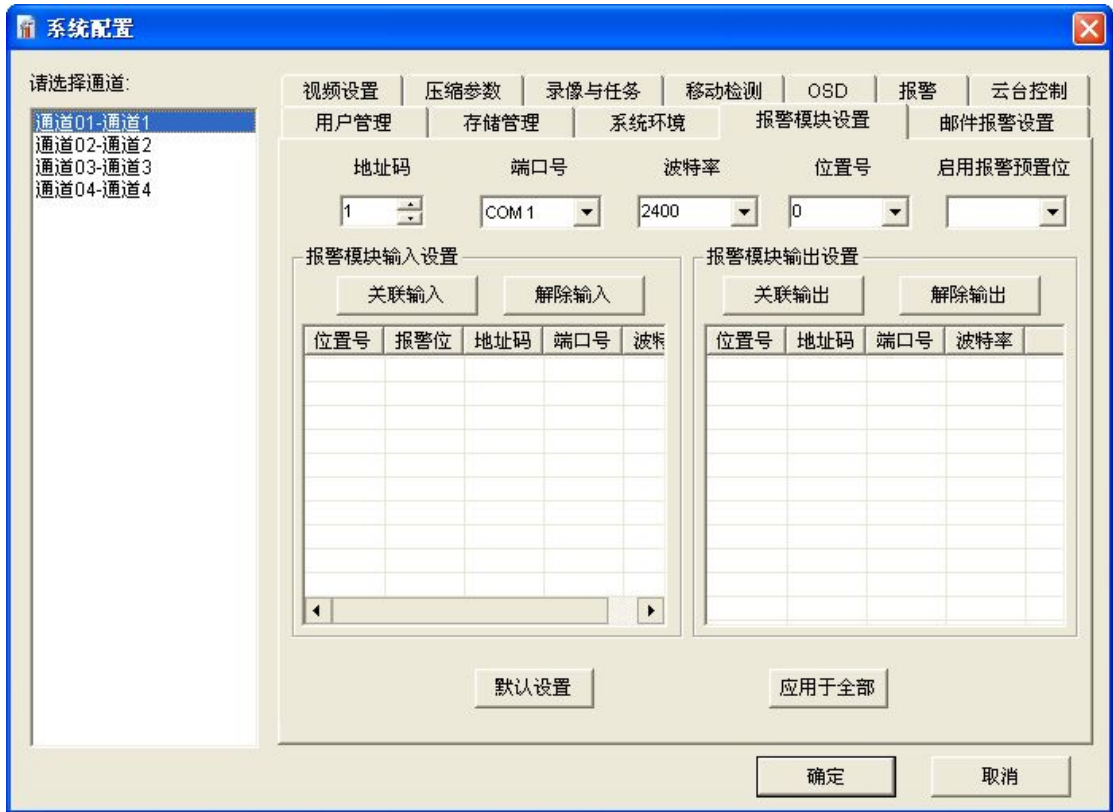 系统配置
请选择通道:
通道01-通道1
通道02-通道2
通道03-通道3
通道04-通道4
视频设置 压缩参数 录像与任务 移动检测 OSD 报警 云台控制
用户管理 存储管理 系统环境 报警模块设置 邮件报警设置
地址码 端口号 波特率 位置号 启用报警预置位
1 COM 1 2400 0
报警模块输入设置 报警模块输出设置
关联输入 解除输入 关联输出 解除输出
位置号 报警位 地址码 端口号 波特 位置号 地址码 端口号 波特率
默认设置 应用于全部
确定 取消